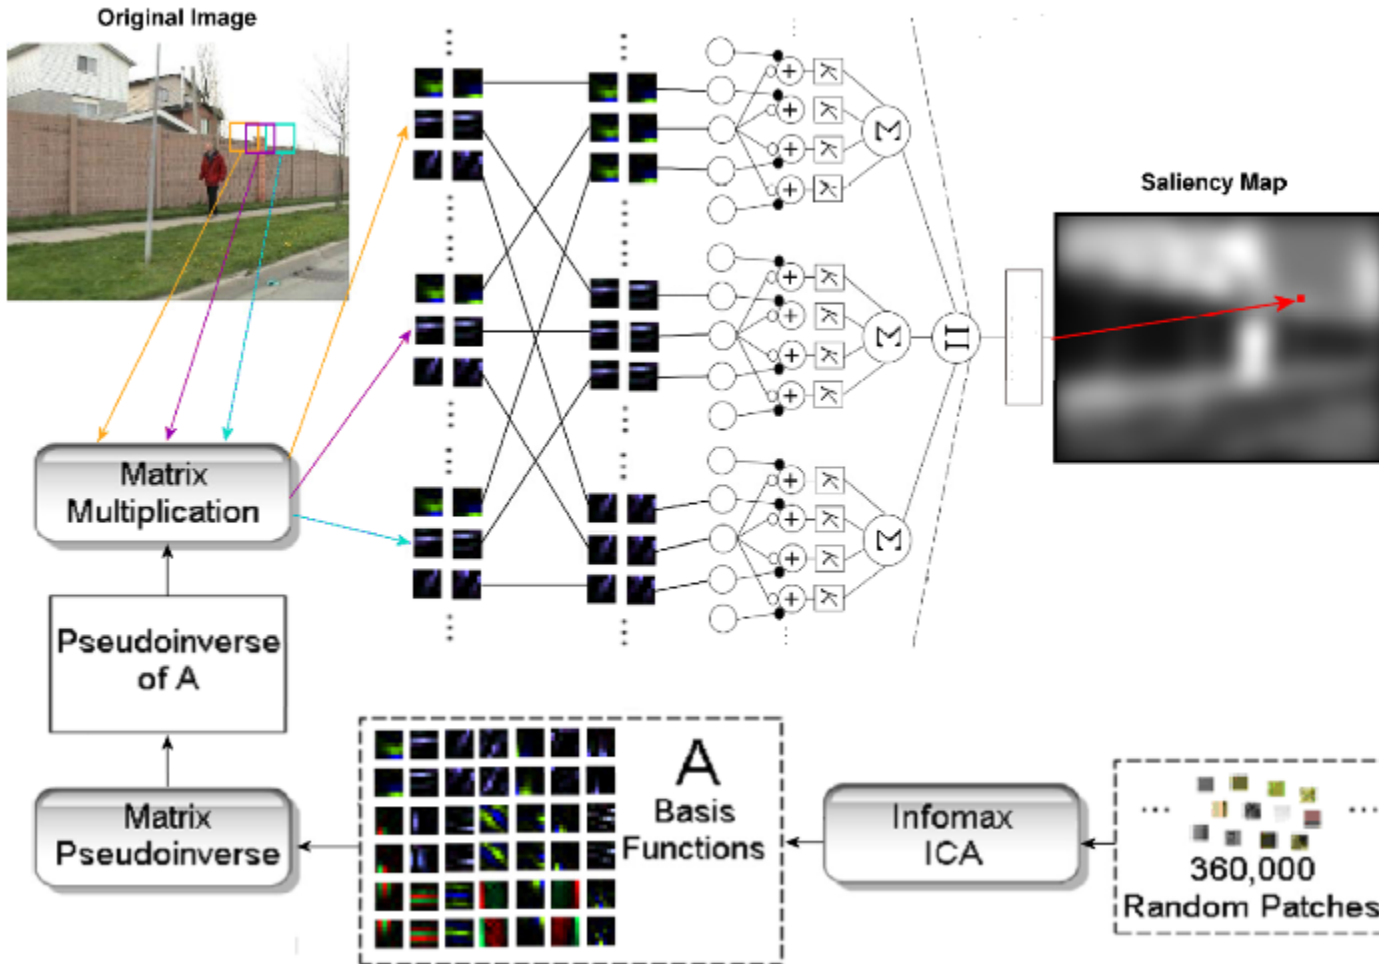 Original Image
Saliency Map
Matrix
Multiplication
Pseudoinverse
of A
Matrix
Pseudoinverse
A
Basis
Functions
Infomax
ICA
360,000
Random Patches